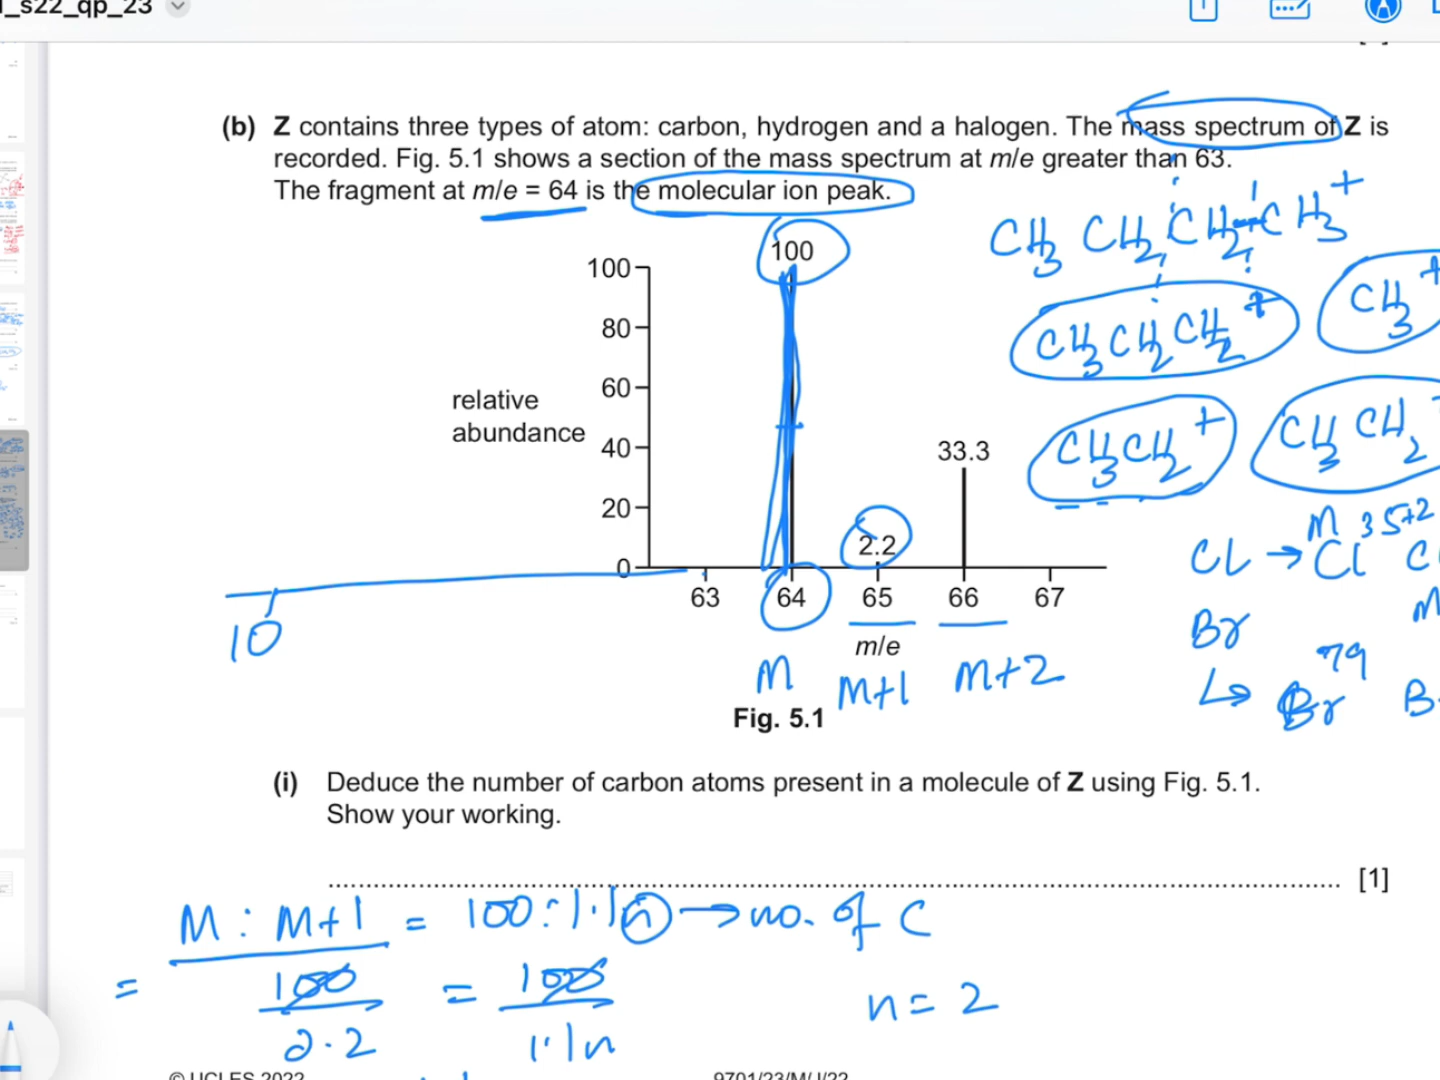 _s22_qp_23
(b) Z contains three types of atom: carbon, hydrogen and a halogen. The mass spectrum of Z is
recorded. Fig. 5.1 shows a section of the mass spectrum at m/e greater than 63.
The fragment at m/e = 64 is the molecular ion peak.
CH3 CH2 CH2 CH3 +
100
100
80
CH3CH2CH2 +
CH3 +
60
relative
abundance
40
33.3
CH3CH2 +
CH3 CH2
20
2.2
M 35+2
Cl → Cl
0
63 64 65 66 67
10
m/e
Br
79
M M+1 M+2
↳ Br
Fig. 5.1
(i) Deduce the number of carbon atoms present in a molecule of Z using Fig. 5.1.
Show your working.
[1]
M : M+1 = 100 : 1.1n → no. of C
= 100 = 100
2.2 1.1n
n = 2
© UCLES 2022 9701/23/M/J/22